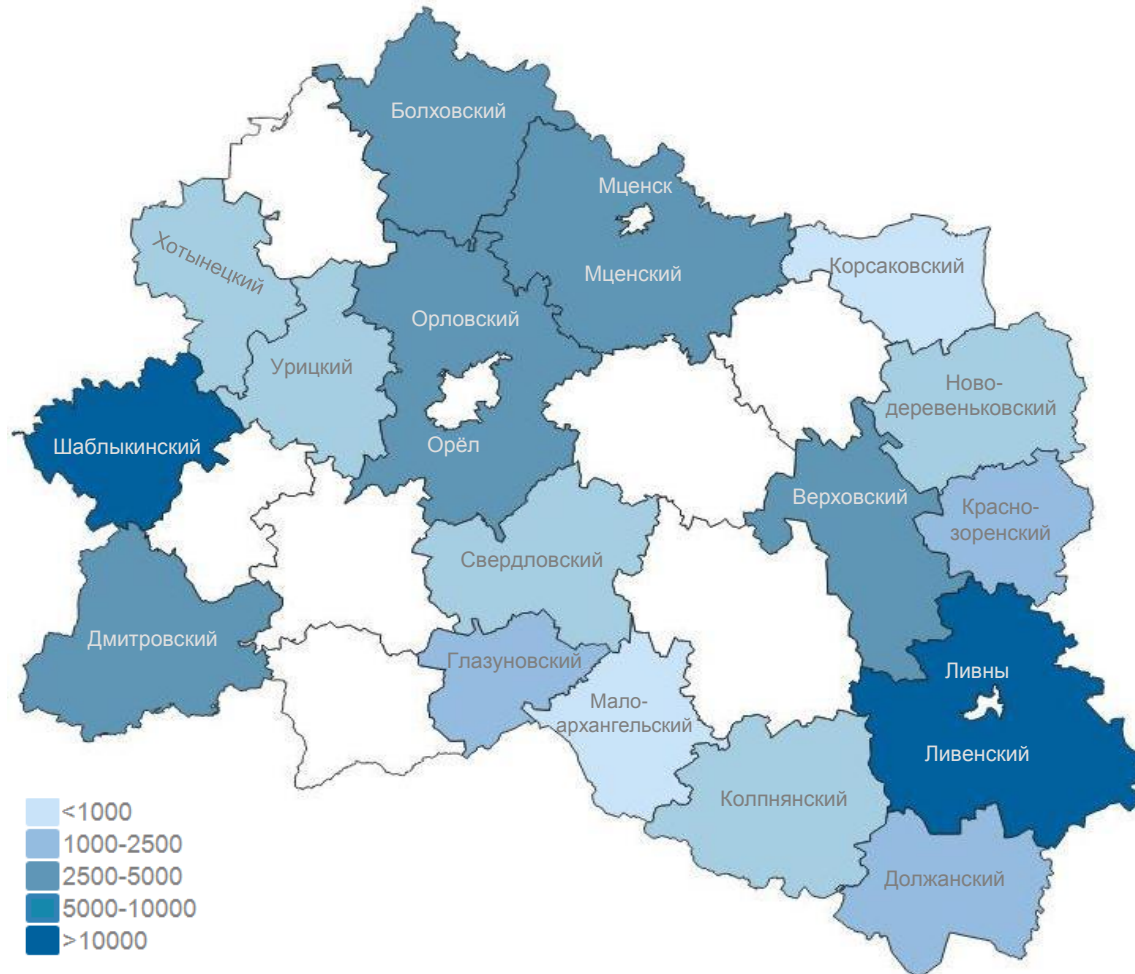 Болховский
Мценск
Хотынецкий
Мценский
Корсаковский
Орловский
Урицкий
Ново-
деревеньковский
Шаблыкинский
Орёл
Верховский
Красно-
зоренский
Свердловский
Дмитровский
Глазуновский
Ливны
Мало-
архангельский
Ливенский
Колпнянский
Должанский
<1000
1000-2500
2500-5000
5000-10000
>10000